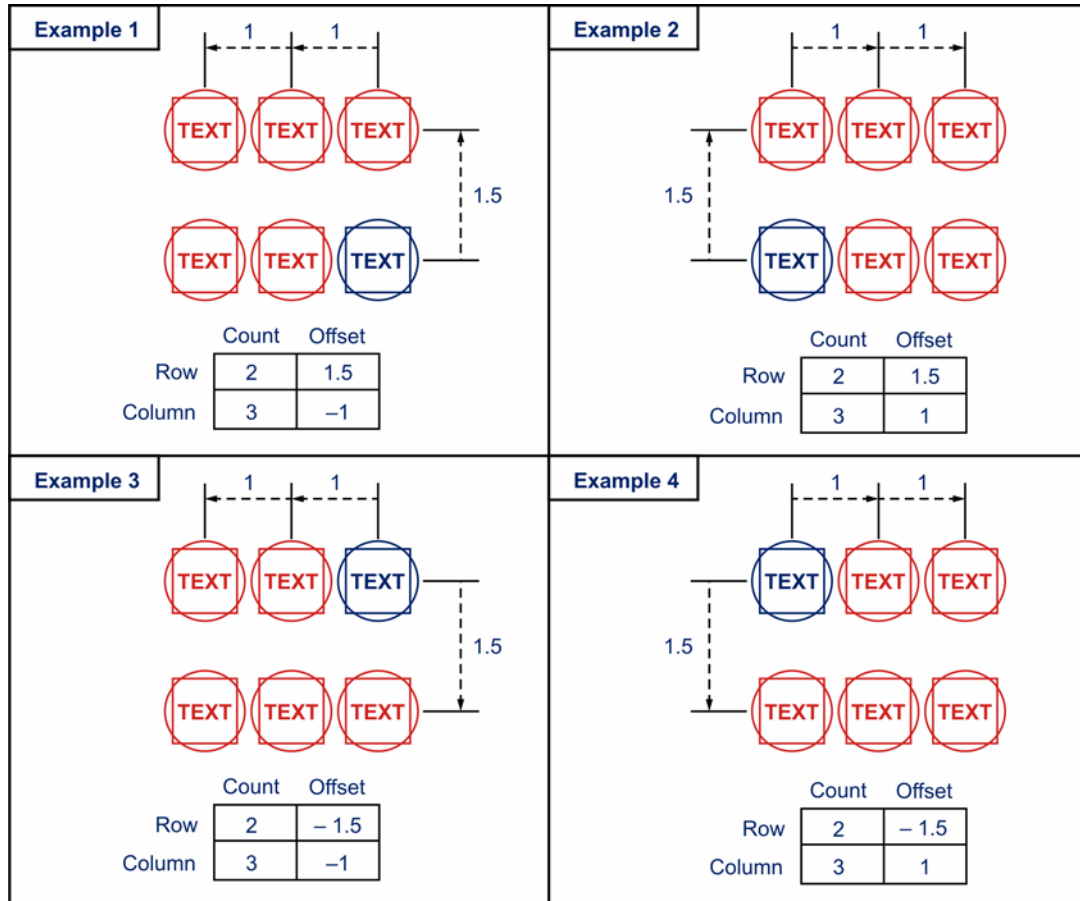 Example 1
1 1
TEXT TEXT TEXT
1.5
TEXT TEXT TEXT
Count Offset
Row 2 1.5
Column 3 –1
Example 2
1 1
TEXT TEXT TEXT
1.5
TEXT TEXT TEXT
Count Offset
Row 2 1.5
Column 3 1
Example 3
1 1
TEXT TEXT TEXT
1.5
TEXT TEXT TEXT
Count Offset
Row 2 – 1.5
Column 3 –1
Example 4
1 1
TEXT TEXT TEXT
1.5
TEXT TEXT TEXT
Count Offset
Row 2 – 1.5
Column 3 1